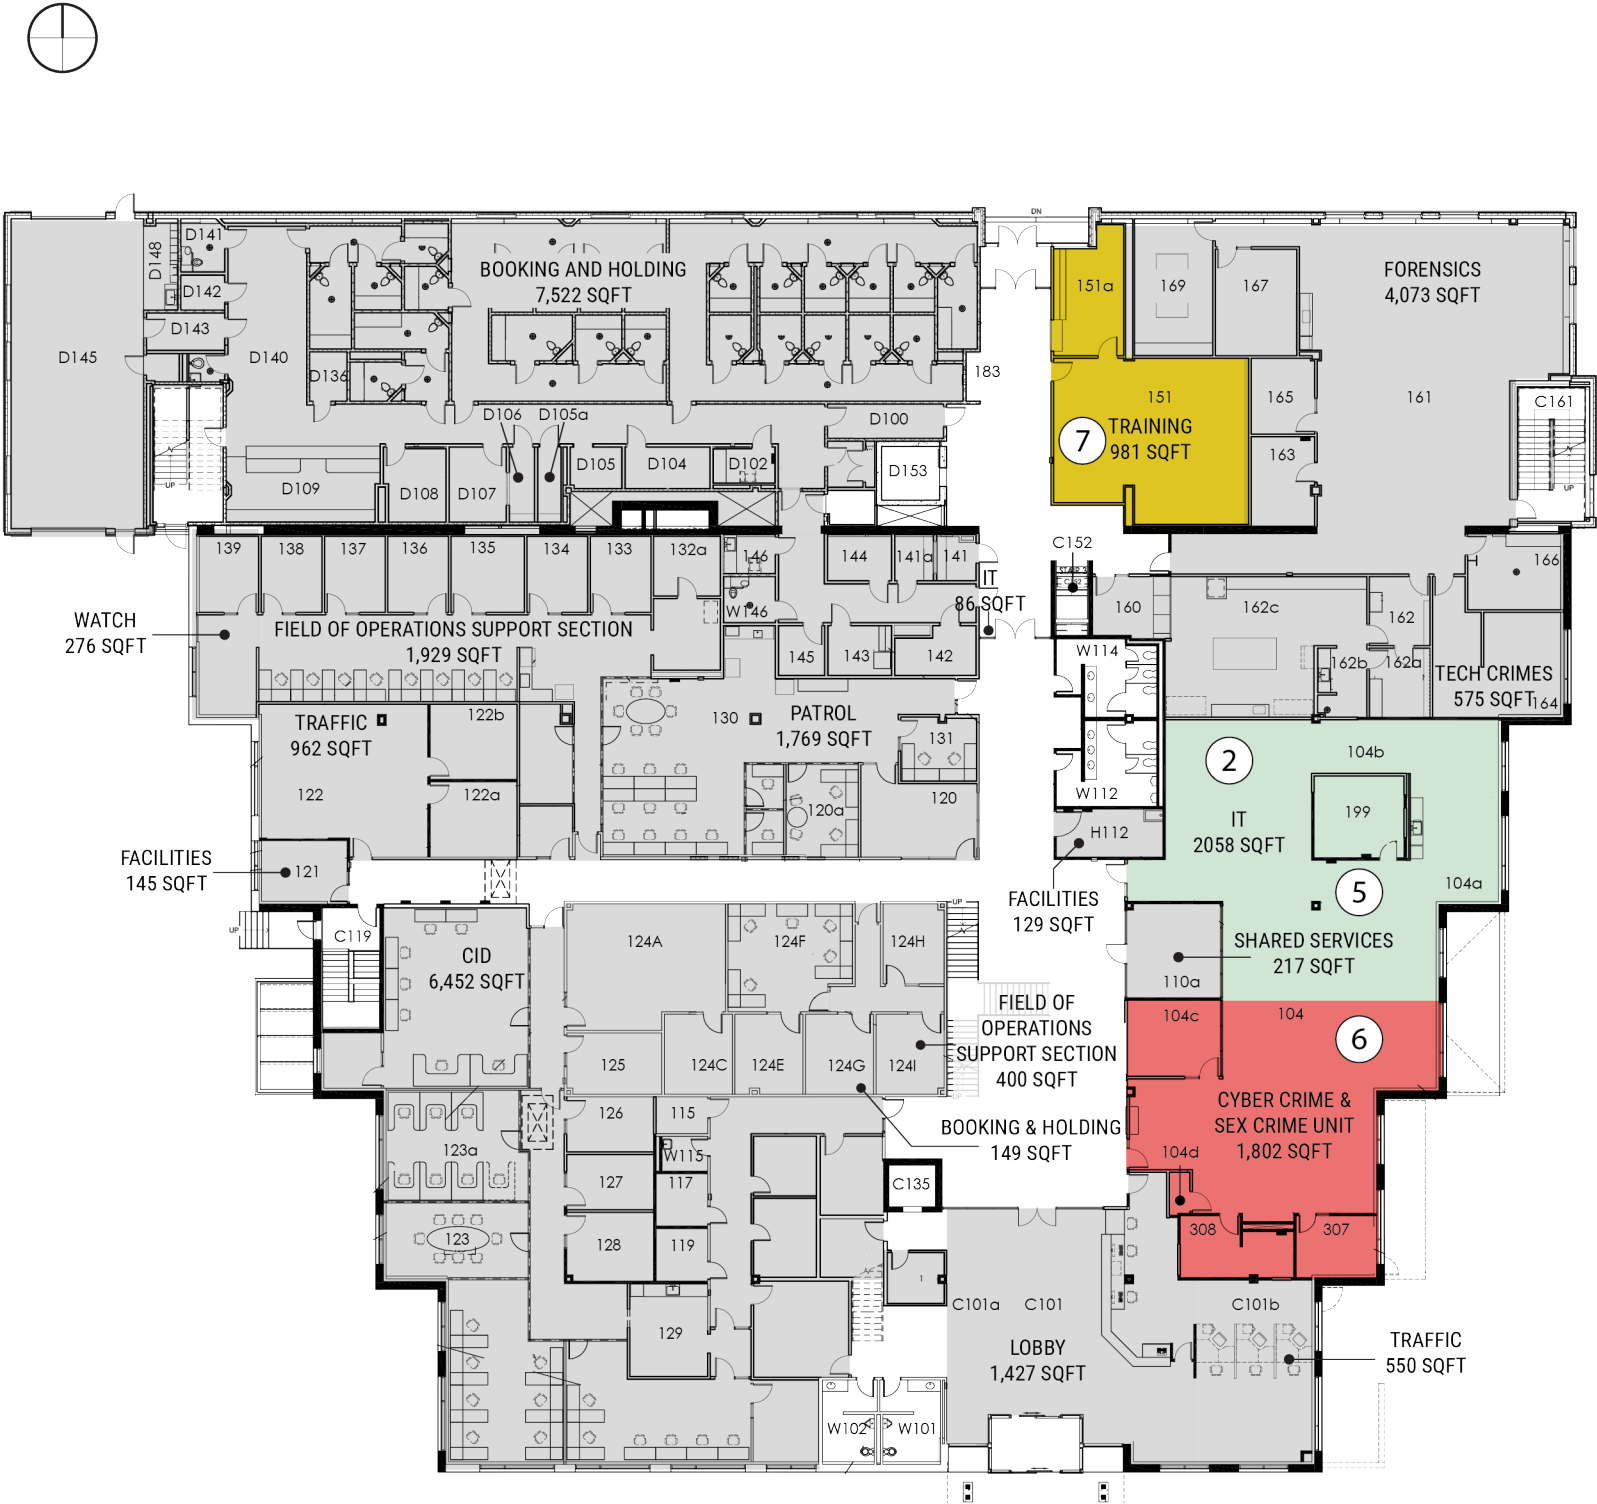 DN
D141
D148
D142
D143
D145
D140
D136
BOOKING AND HOLDING
7,522 SQFT
183
D106
D105a
D100
D109
D108
D107
D105
D104
D102
D153
UP
151a
169
167
FORENSICS
4,073 SQFT
151
7
TRAINING
981 SQFT
165
163
161
C161
UP
139
138
137
136
135
134
133
132a
146
144
141a
141
W146
IT
86 SQFT
C152
160
162c
162
162b
162a
166
TECH CRIMES
575 SQFT
164
WATCH
276 SQFT
FIELD OF OPERATIONS SUPPORT SECTION
1,929 SQFT
145
143
142
W114
W112
H112
TRAFFIC
962 SQFT
122b
122
122a
130
PATROL
1,769 SQFT
131
120a
120
2
104b
IT
2058 SQFT
199
5
104a
FACILITIES
145 SQFT
121
FACILITIES
129 SQFT
SHARED SERVICES
217 SQFT
110a
UP
C119
CID
6,452 SQFT
124A
124F
124H
UP
125
124C
124E
124G
124I
FIELD OF
OPERATIONS
SUPPORT SECTION
400 SQFT
UP
104c
104
6
CYBER CRIME &
SEX CRIME UNIT
1,802 SQFT
104d
308
307
BOOKING & HOLDING
149 SQFT
123a
126
115
W115
127
117
C135
123
128
119
1
129
C101a
C101
C101b
LOBBY
1,427 SQFT
TRAFFIC
550 SQFT
W102
W101